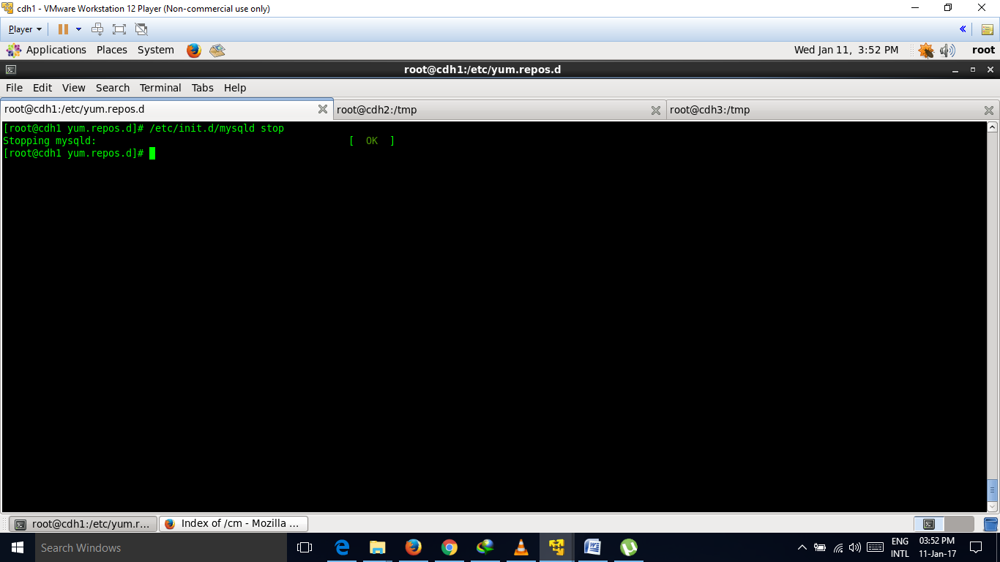 cdh1 - VMware Workstation 12 Player (Non-commercial use only)
Player
Applications Places System Wed Jan 11, 3:52 PM root
root@cdh1:/etc/yum.repos.d
File Edit View Search Terminal Tabs Help
root@cdh1:/etc/yum.repos.d root@cdh2:/tmp root@cdh3:/tmp
[root@cdh1 yum.repos.d]# /etc/init.d/mysqld stop
Stopping mysqld: [ OK ]
[root@cdh1 yum.repos.d]#
root@cdh1:/etc/yum.r... Index of /cm - Mozilla ...
Search Windows
ENG 03:52 PM
INTL 11-Jan-17